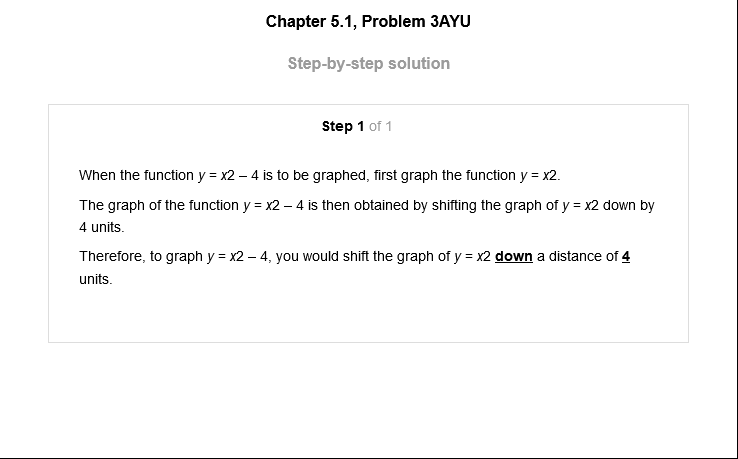 Chapter 5.1, Problem 3AYU
Step-by-step solution
Step 1 of 1
When the function y = x2 – 4 is to be graphed, first graph the function y = x2.
The graph of the function y = x2 – 4 is then obtained by shifting the graph of y = x2 down by
4 units.
Therefore, to graph y = x2 – 4, you would shift the graph of y = x2 down a distance of 4
units.